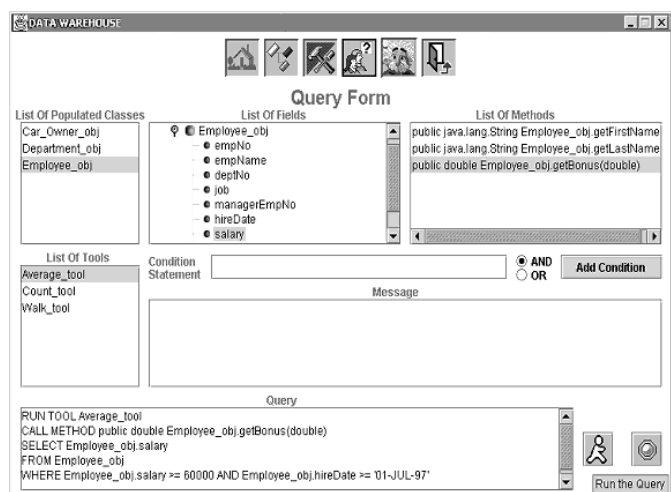 DATA WAREHOUSE
Query Form
List Of Populated Classes
Car_Owner_obj
Department_obj
Employee_obj
List Of Fields
Employee_obj
empNo
empName
deptNo
job
managerEmpNo
hireDate
salary
List Of Methods
public java.lang.String Employee_obj.getFirstName
public java.lang.String Employee_obj.getLastName
public double Employee_obj.getBonus(double)
List Of Tools
Average_tool
Count_tool
Walk_tool
Condition
Statement
AND
OR
Add Condition
Message
Query
RUN TOOL Average_tool
CALL METHOD public double Employee_obj.getBonus(double)
SELECT Employee_obj.salary
FROM Employee_obj
WHERE Employee_obj.salary >= 60000 AND Employee_obj.hireDate >= '01-JUL-97'
Run the Query